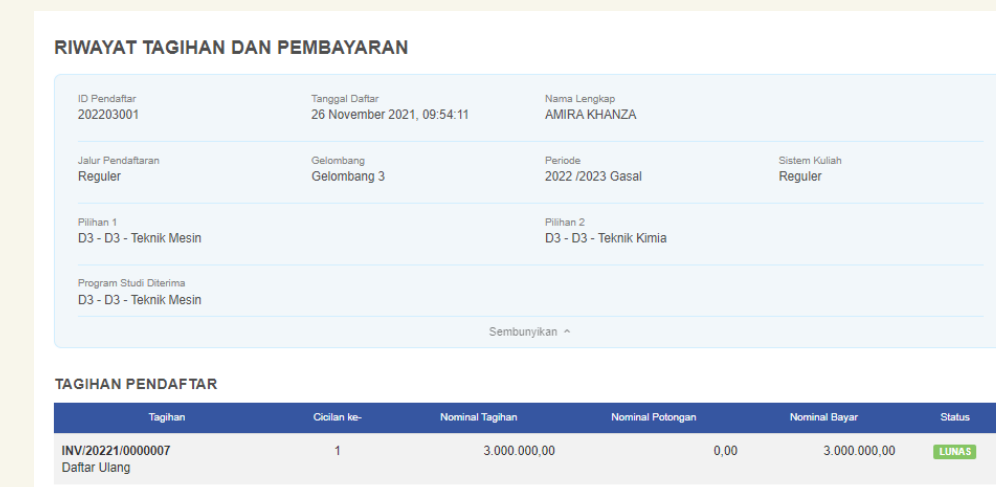 RIWAYAT TAGIHAN DAN PEMBAYARAN
ID Pendaftar Tanggal Daftar Nama Lengkap
202203001 26 November 2021, 09:54:11 AMIRA KHANZA
Jalur Pendaftaran Gelombang Periode Sistem Kuliah
Reguler Gelombang 3 2022 /2023 Gasal Reguler
Pilihan 1 Pilihan 2
D3 - D3 - Teknik Mesin D3 - D3 - Teknik Kimia
Program Studi Diterima
D3 - D3 - Teknik Mesin
Sembunyikan
TAGIHAN PENDAFTAR
Tagihan Cicilan ke- Nominal Tagihan Nominal Potongan Nominal Bayar Status
INV/20221/0000007 1 3.000.000,00 0,00 3.000.000,00 LUNAS
Daftar Ulang